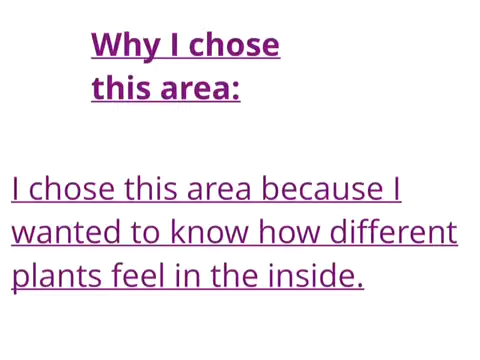 Why I chose
this area:
I chose this area because I
wanted to know how different
plants feel in the inside.